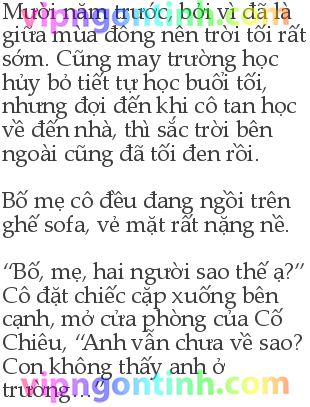 Mười năm trước, bởi vì đã là
giữa mùa đông nên trời tối rất
sớm. Cũng may trường học
hủy bỏ tiết tự học buổi tối,
nhưng đợi đến khi cô tan học
về đến nhà, thì sắc trời bên
ngoài cũng đã tối đen rồi.
Bố mẹ cô đều đang ngồi trên
ghế sofa, vẻ mặt rất nặng nề.
“Bố, mẹ, hai người sao thế ạ?”
Cô đặt chiếc cặp xuống bên
cạnh, mở cửa phòng của Cố
Chiêu, “Anh vẫn chưa về sao?
Con không thấy anh ở
trường…”
vipngontinh.com
vipngontinh.com